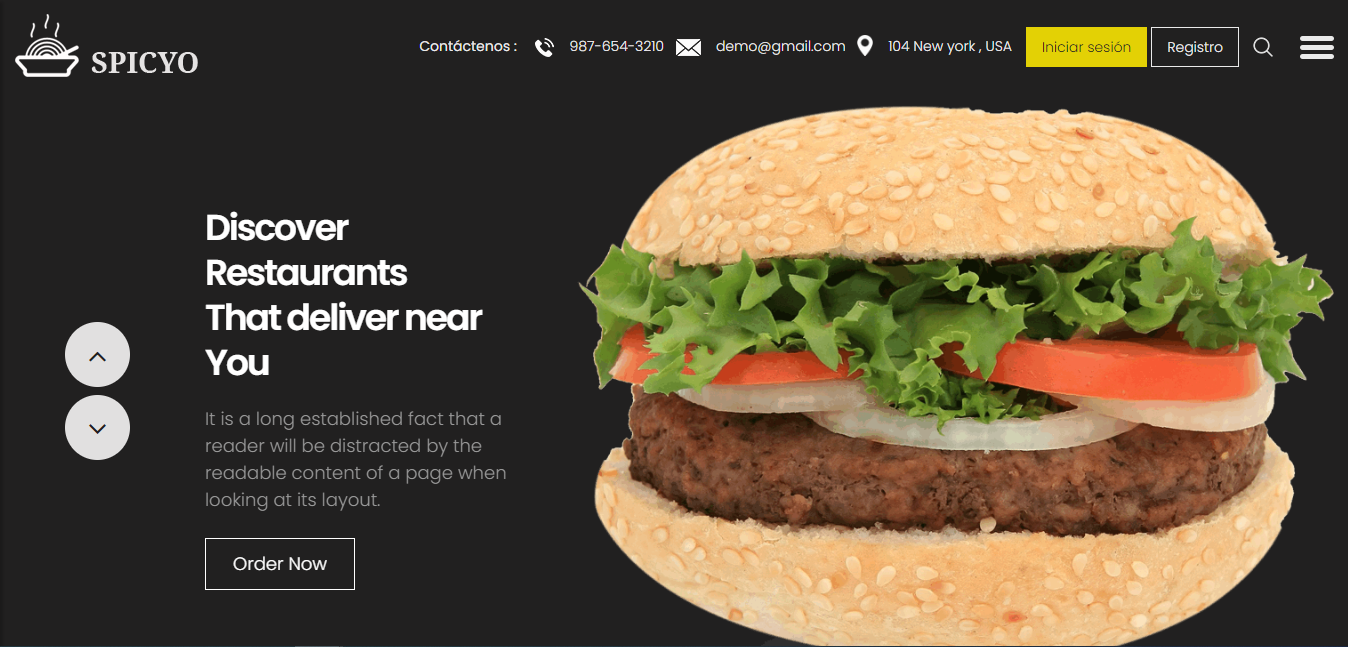 SPICYO
Contáctenos : 987-654-3210 demo@gmail.com 104 New york , USA Iniciar sesión Registro
Discover
Restaurants
That deliver near
You
It is a long established fact that a
reader will be distracted by the
readable content of a page when
looking at its layout.
Order Now